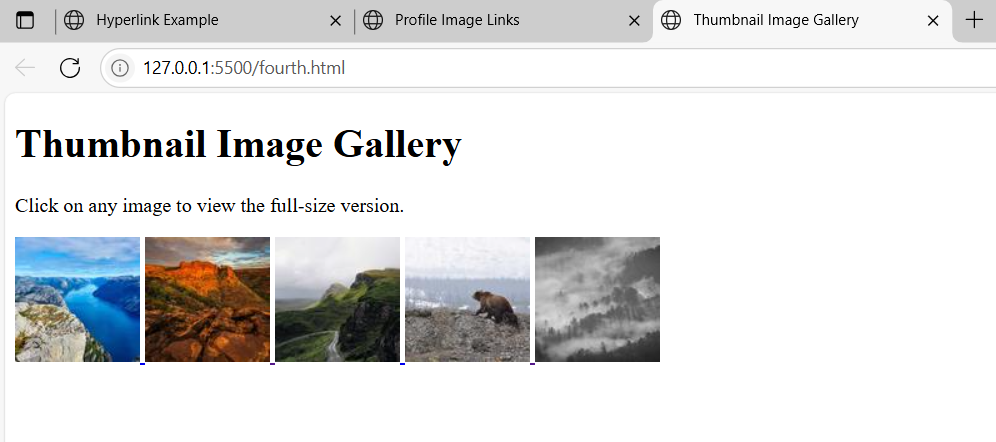 Hyperlink Example
Profile Image Links
Thumbnail Image Gallery
127.0.0.1:5500/fourth.html
Thumbnail Image Gallery
Click on any image to view the full-size version.